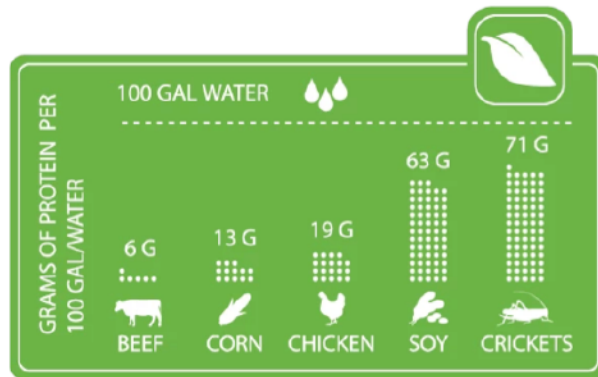 GRAMS OF PROTEIN PER
100 GAL/WATER
100 GAL WATER
6 G
13 G
19 G
63 G
71 G
BEEF
CORN
CHICKEN
SOY
CRICKETS